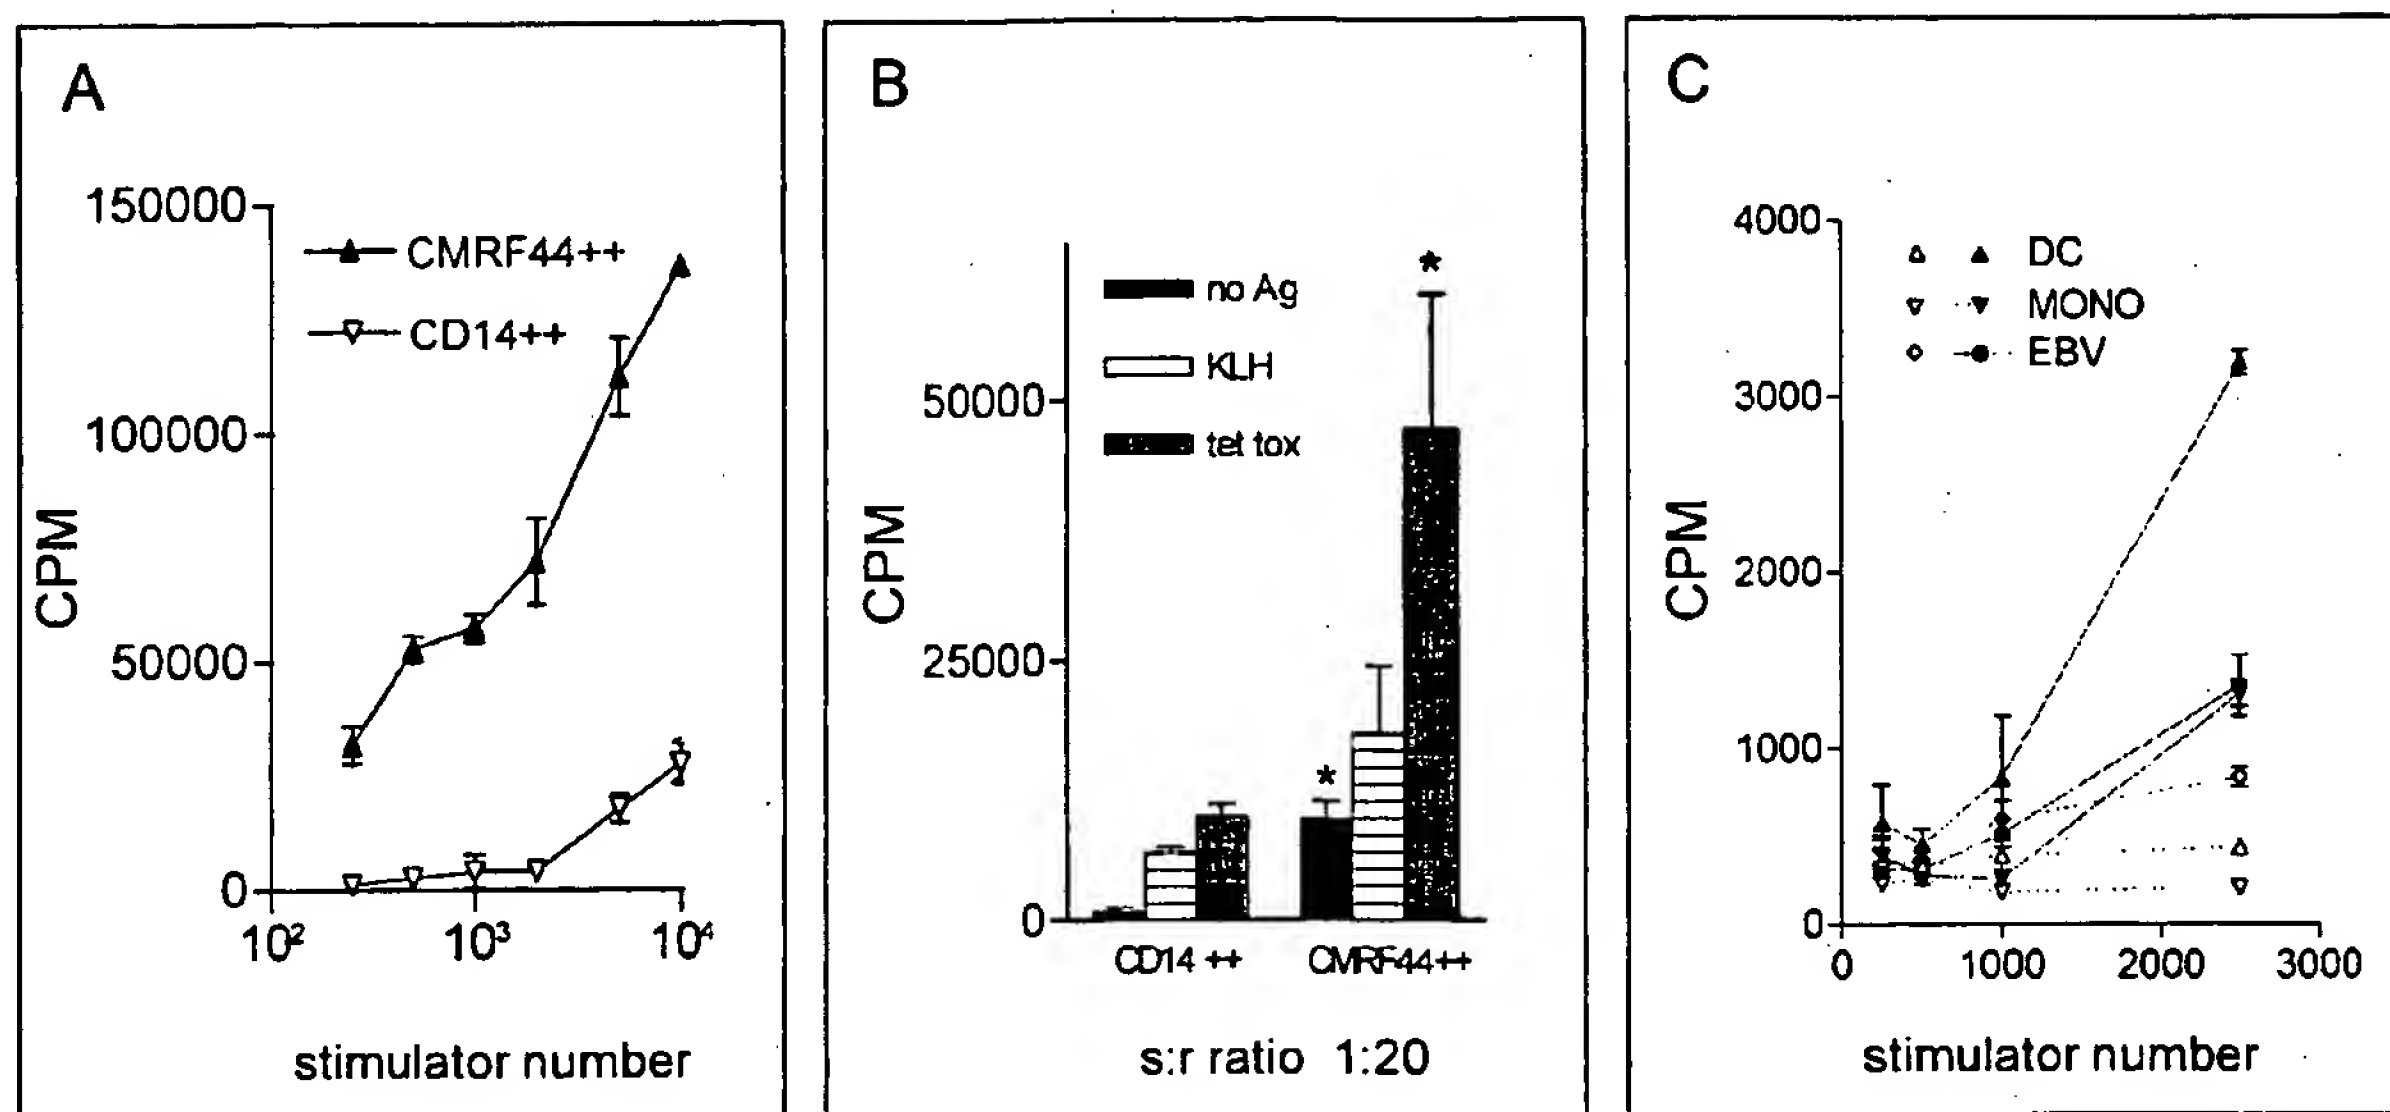 A
150000
CMRF44++
CD14++
100000
50000
0
10²
10³
10⁴
CPM
stimulator number
B
no Ag
KLH
tet tox
50000
25000
0
*
*
CPM
CD14 ++
CMRF44++
s:r ratio 1:20
C
4000
DC
MONO
EBV
3000
2000
1000
0
0
1000
2000
3000
CPM
stimulator number